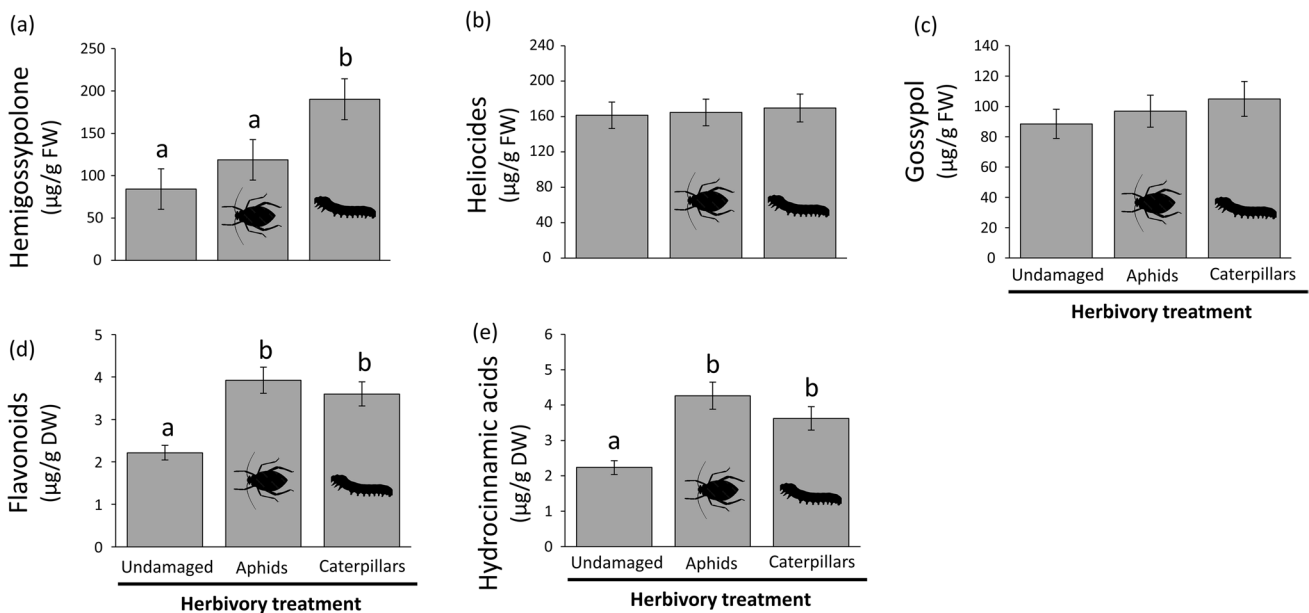 (a)
Hemigossypolone
(µg/g FW)
250
200
150
100
50
0
a
a
b
(b)
Heliocides
(µg/g FW)
240
200
160
120
80
40
0
(c)
Gossypol
(µg/g FW)
140
120
100
80
60
40
20
0
Undamaged Aphids Caterpillars
Herbivory treatment
(d)
Flavonoids
(µg/g DW)
5
4
3
2
1
0
a
b
b
Undamaged Aphids Caterpillars
Herbivory treatment
(e)
Hydrocinnamic acids
(µg/g DW)
6
5
4
3
2
1
0
a
b
b
Undamaged Aphids Caterpillars
Herbivory treatment